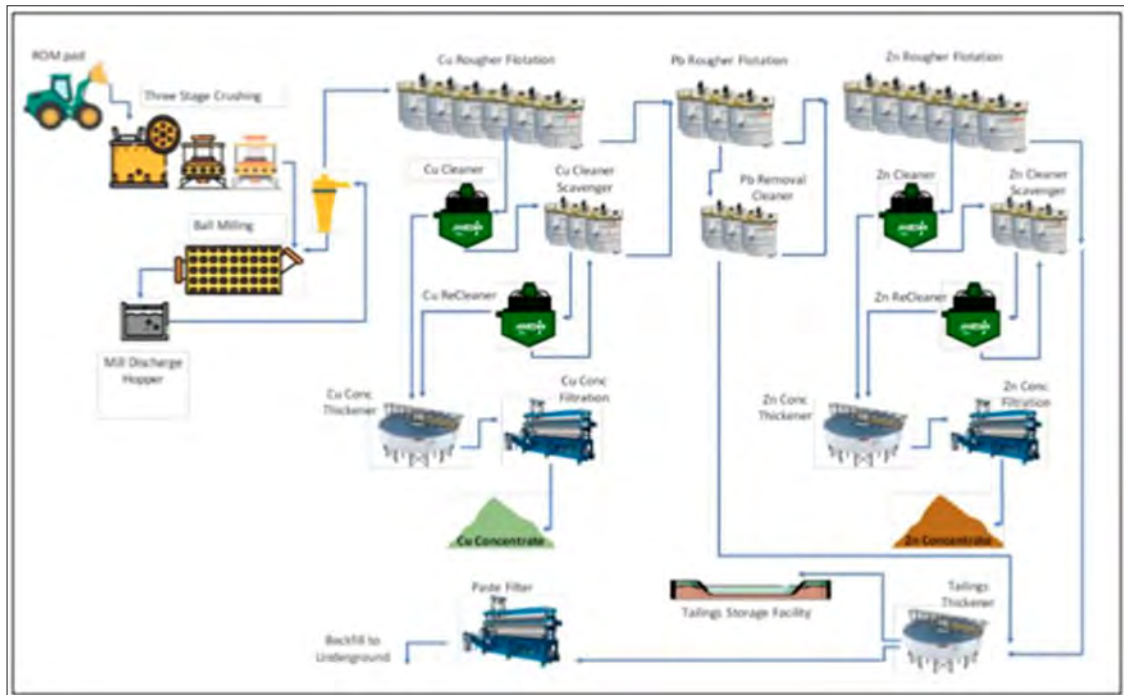 ROM pad
Three Stage Crushing
Ball Milling
Mill Discharge
Hopper
Cu Rougher Flotation
Cu Cleaner
Cu Cleaner
Scavenger
Cu ReCleaner
Cu Conc
Thickener
Cu Conc
Filtration
Cu Concentrate
Pb Rougher Flotation
Pb Removal
Cleaner
Zn Rougher Flotation
Zn Cleaner
Zn Cleaner
Scavenger
Zn ReCleaner
Zn Conc
Thickener
Zn Conc
Filtration
Zn Concentrate
Tailings
Thickener
Tailings Storage Facility
Paste Filter
Backfill to
Underground